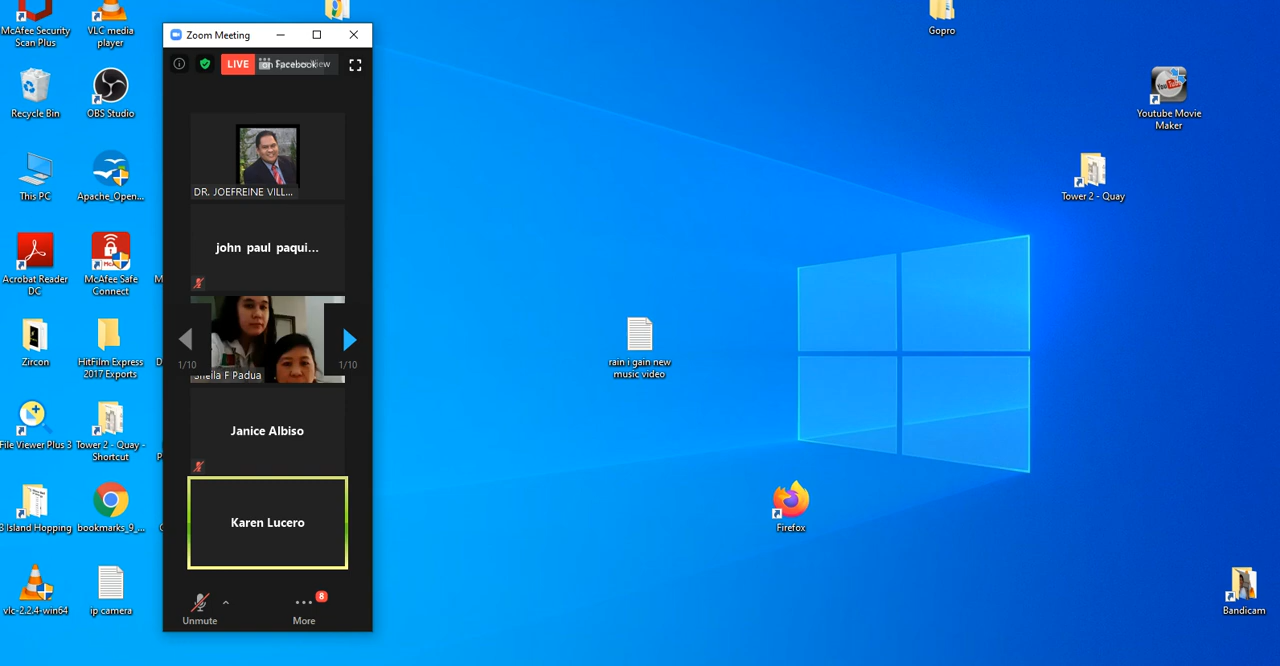 McAfee Security
Scan Plus
VLC media
player
Recycle Bin
OBS Studio
This PC
Apache_Open...
Acrobat Reader
DC
McAfee Safe
Connect
Zircon
HitFilm Express
2017 Exports
File Viewer Plus 3
Tower 2 - Quay -
Shortcut
3 Island Hopping
bookmarks_9_...
vlc-2.2.4-win64
ip camera
Zoom Meeting
LIVE
on Facebook
DR. JOEFREINE VILL...
john paul paqui...
1/10
1/10
Sheila F Padua
Janice Albiso
Karen Lucero
8
Unmute
More
rain i gain new
music video
Firefox
Gopro
Youtube Movie
Maker
Tower 2 - Quay
Bandicam